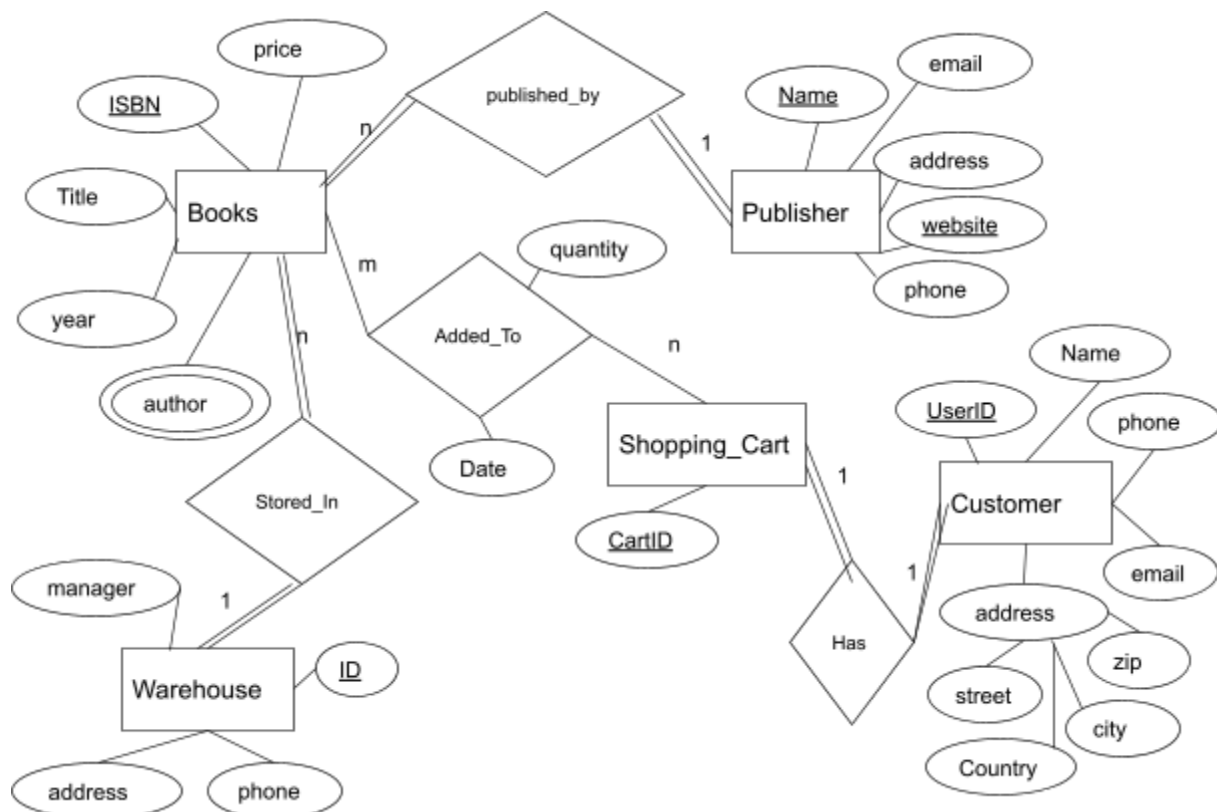 price
email
ISBN
Name
published_by
n
1
address
Title
Books
Publisher
website
quantity
m
phone
year
Added_To
n
n
Name
author
UserID
phone
Shopping_Cart
Date
1
Stored_In
Customer
CartID
email
manager
1
1
address
Has
zip
ID
Warehouse
street
city
Country
address
phone